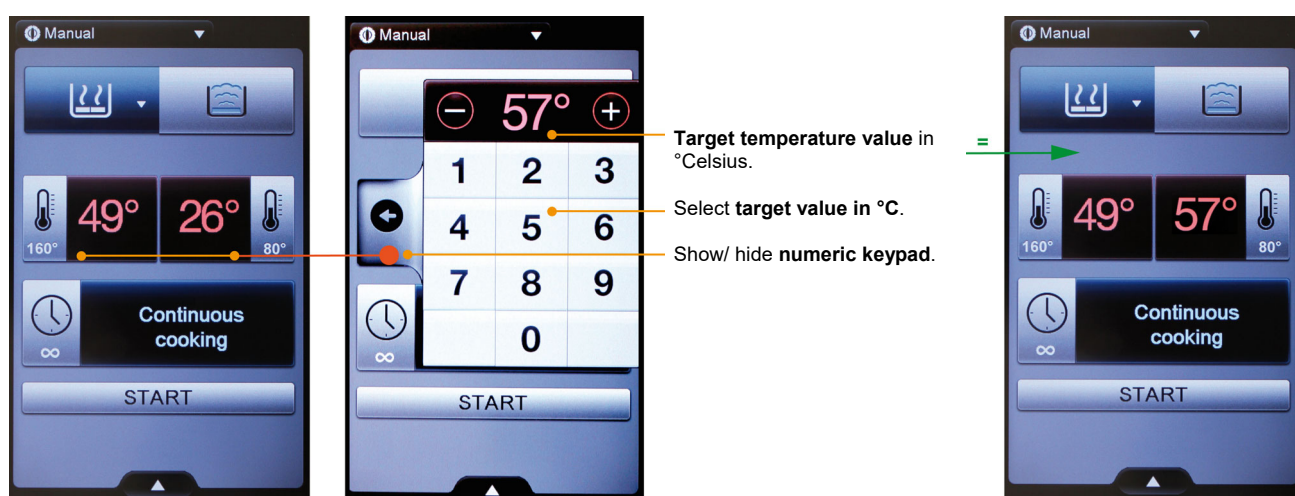 Manual
49°
26°
160°
80°
Continuous
cooking
∞
START
Manual
57°
1 2 3
4 5 6
7 8 9
0
∞
START
Target temperature value in
°Celsius.
Select target value in °C.
Show/ hide numeric keypad.
=
Manual
49°
57°
160°
80°
Continuous
cooking
∞
START